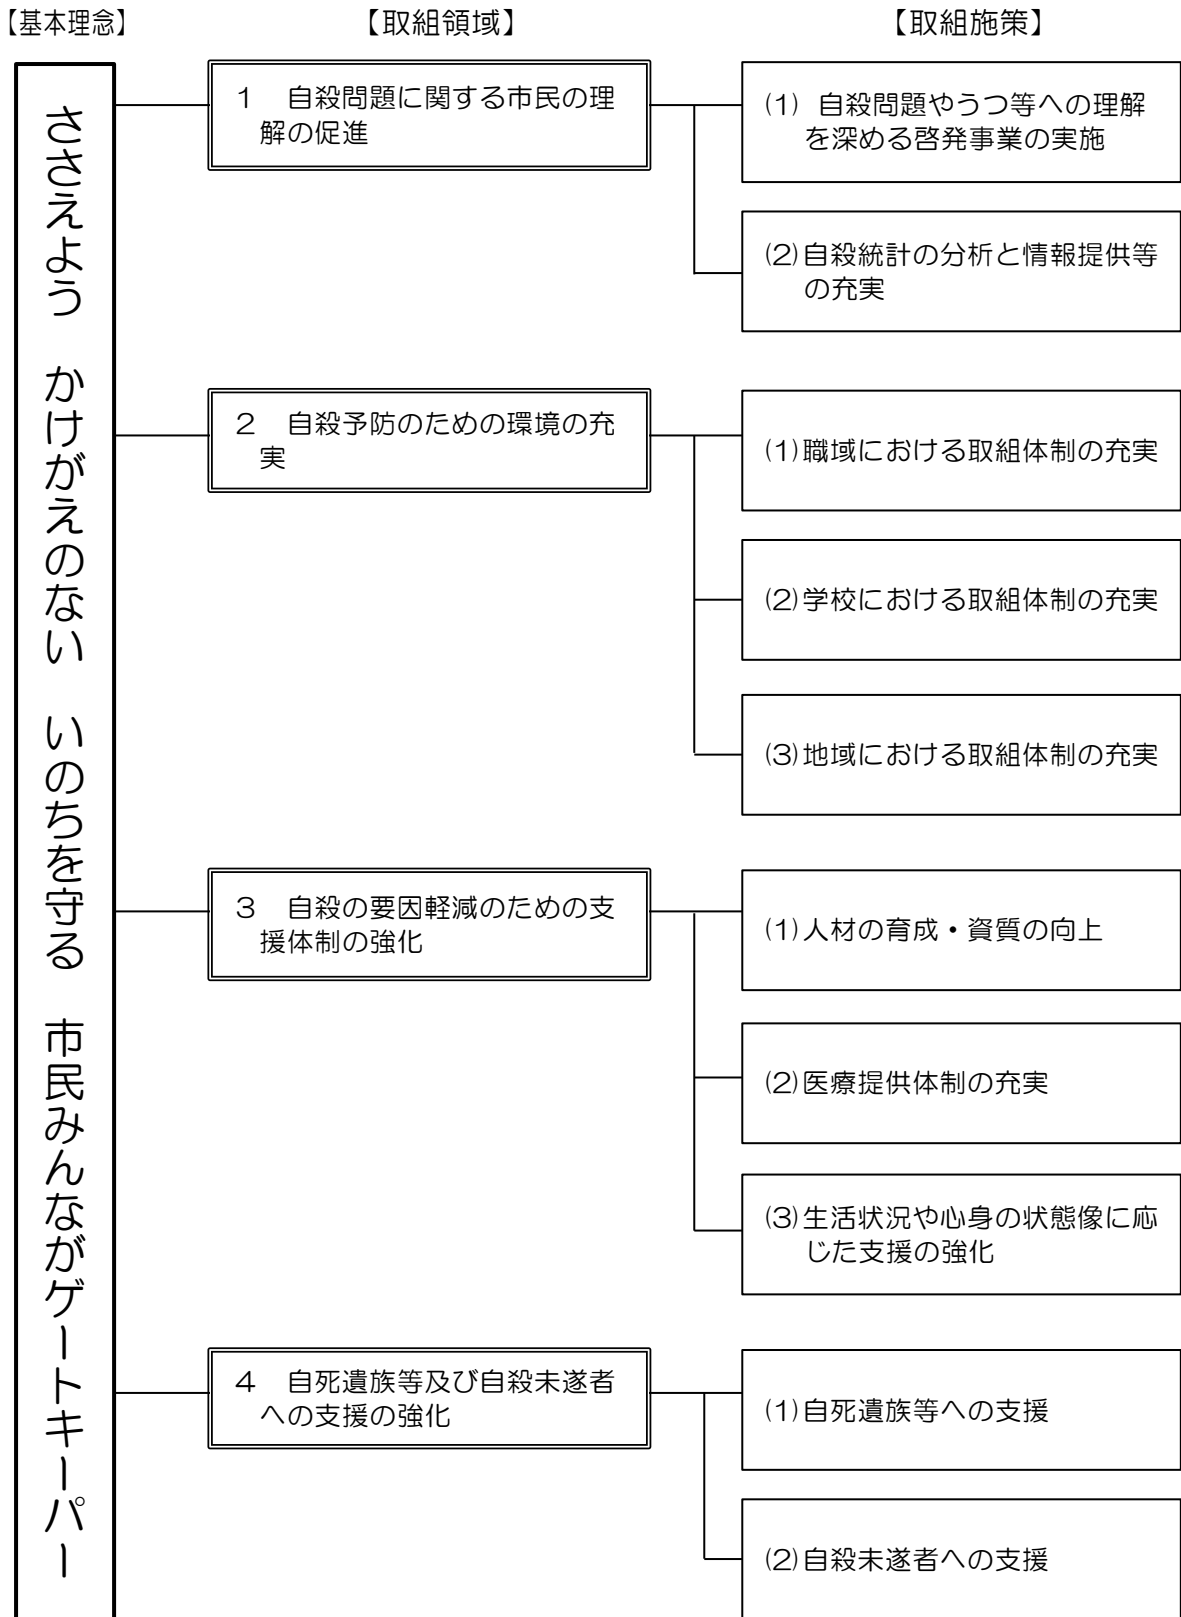 【基本理念】
【取組領域】
【取組施策】
ささえよう　かけがえのない　いのちを守る　市民みんながゲートキーパー
1　自殺問題に関する市民の理
解の促進
(1) 自殺問題やうつ等への理解
を深める啓発事業の実施
(2)自殺統計の分析と情報提供等
の充実
2　自殺予防のための環境の充
実
(1)職域における取組体制の充実
(2)学校における取組体制の充実
(3)地域における取組体制の充実
3　自殺の要因軽減のための支
援体制の強化
(1)人材の育成・資質の向上
(2)医療提供体制の充実
(3)生活状況や心身の状態像に応
じた支援の強化
4　自死遺族等及び自殺未遂者
への支援の強化
(1)自死遺族等への支援
(2)自殺未遂者への支援